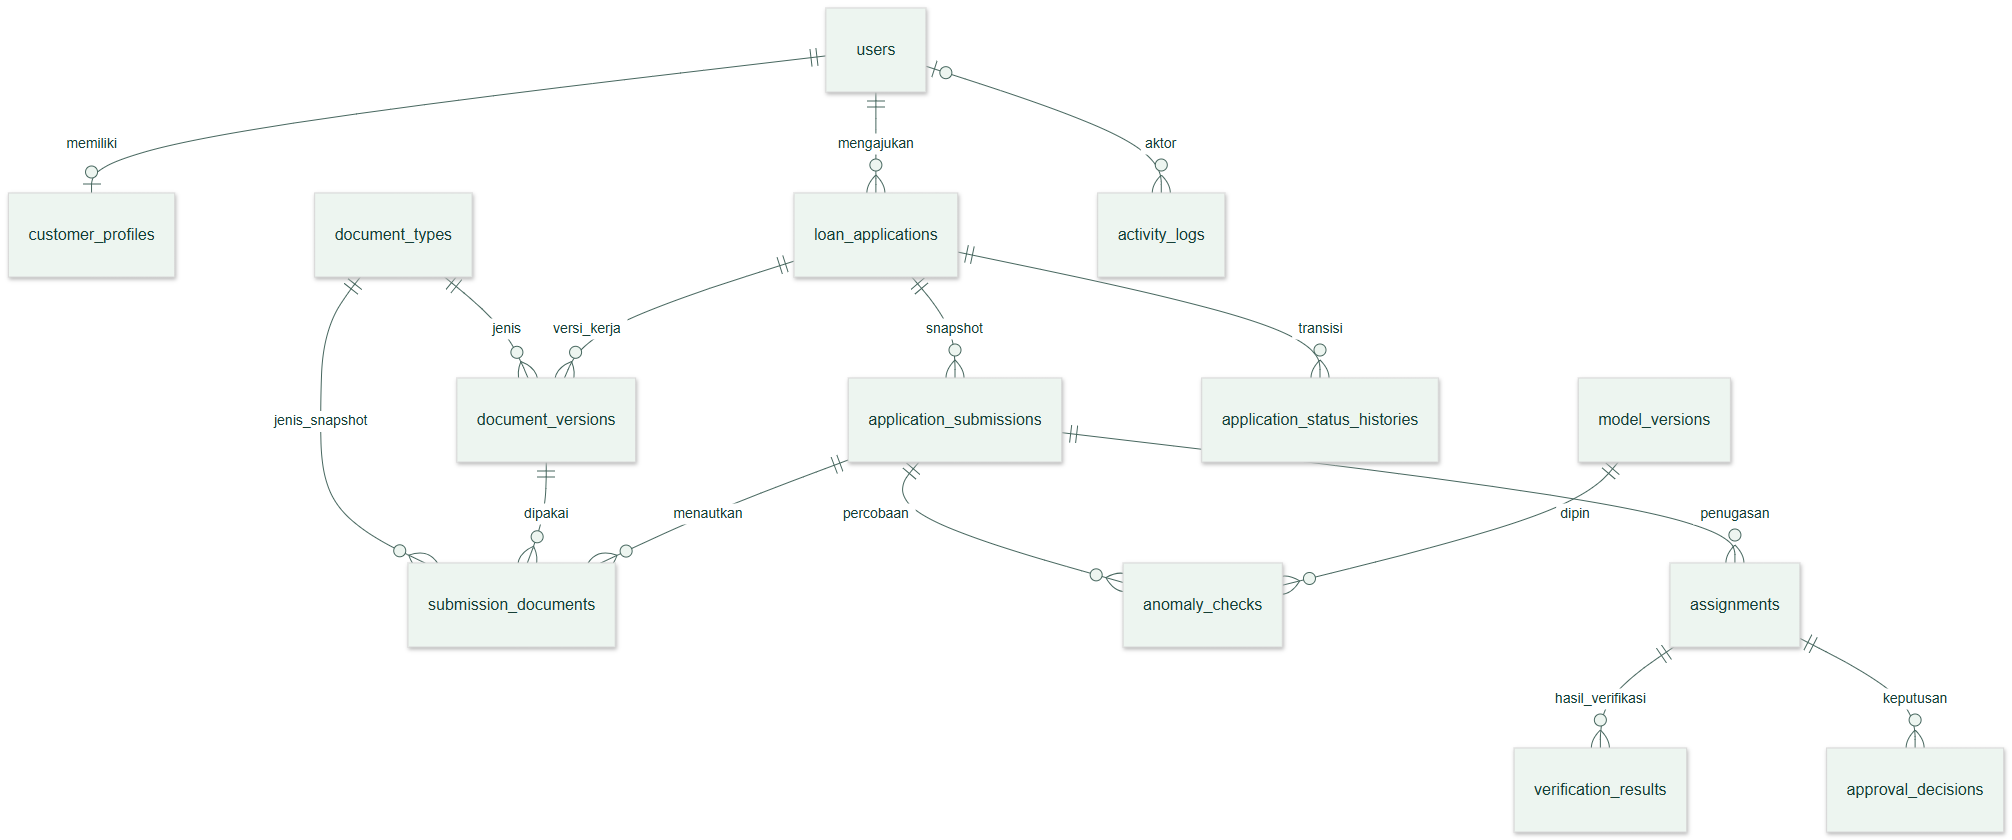 users
memiliki
mengajukan
aktor
customer_profiles
document_types
loan_applications
activity_logs
jenis
versi_kerja
snapshot
transisi
jenis_snapshot
document_versions
application_submissions
application_status_histories
model_versions
dipakai
menautkan
percobaan
dipin
penugasan
submission_documents
anomaly_checks
assignments
hasil_verifikasi
keputusan
verification_results
approval_decisions